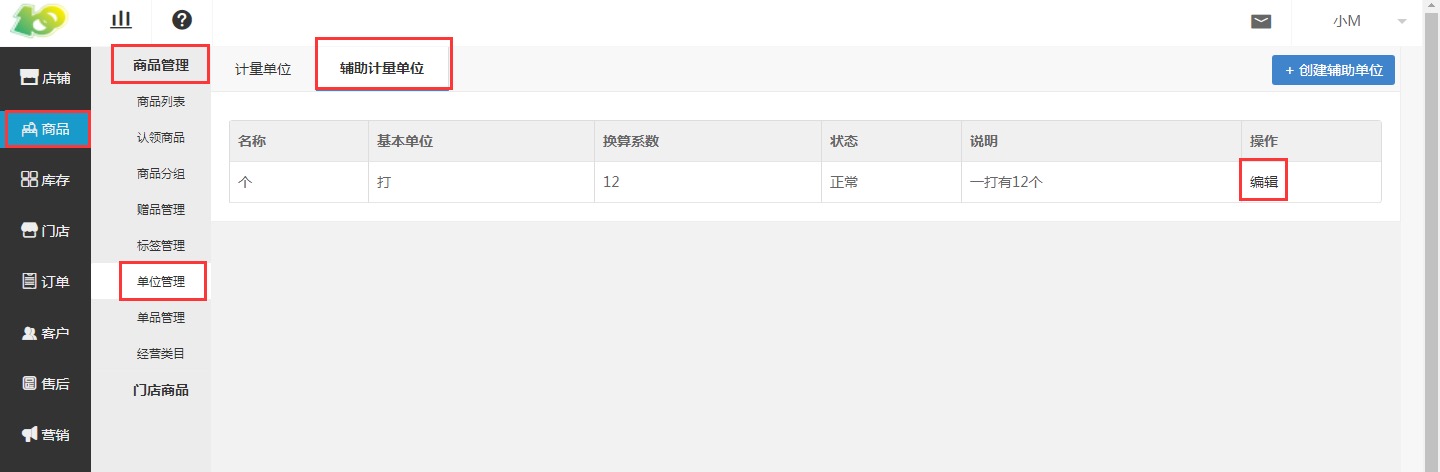 小M
店铺
商品
库存
门店
订单
客户
售后
营销
商品管理
商品列表
认领商品
商品分组
赠品管理
标签管理
单位管理
单品管理
经营类目
门店商品
计量单位 辅助计量单位 + 创建辅助单位
名称 基本单位 换算系数 状态 说明 操作
个 打 12 正常 一打有12个 编辑